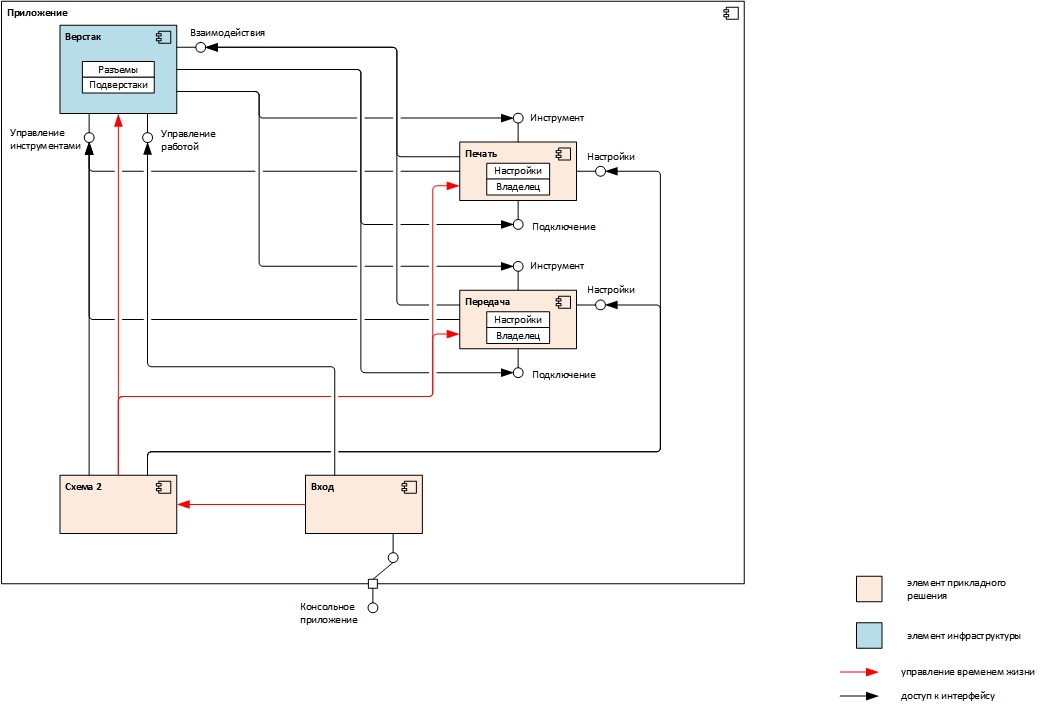 Приложение
Верстак
Разъемы
Подверстаки
Взаимодействия
Управление
инструментами
Управление
работой
Инструмент
Печать
Настройки
Владелец
Настройки
Подключение
Инструмент
Передача
Настройки
Владелец
Настройки
Подключение
Схема 2
Вход
Консольное
приложение
элемент прикладного
решения
элемент инфраструктуры
управление временем жизни
доступ к интерфейсу